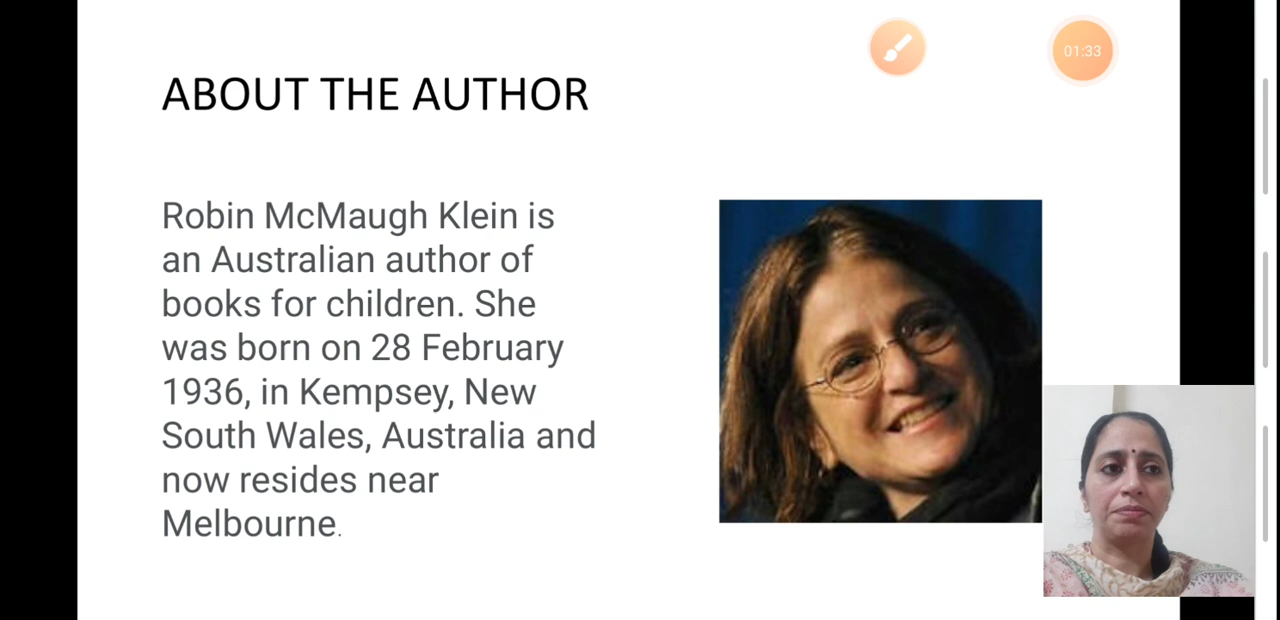 01:33
ABOUT THE AUTHOR
Robin McMaugh Klein is
an Australian author of
books for children. She
was born on 28 February
1936, in Kempsey, New
South Wales, Australia and
now resides near
Melbourne.